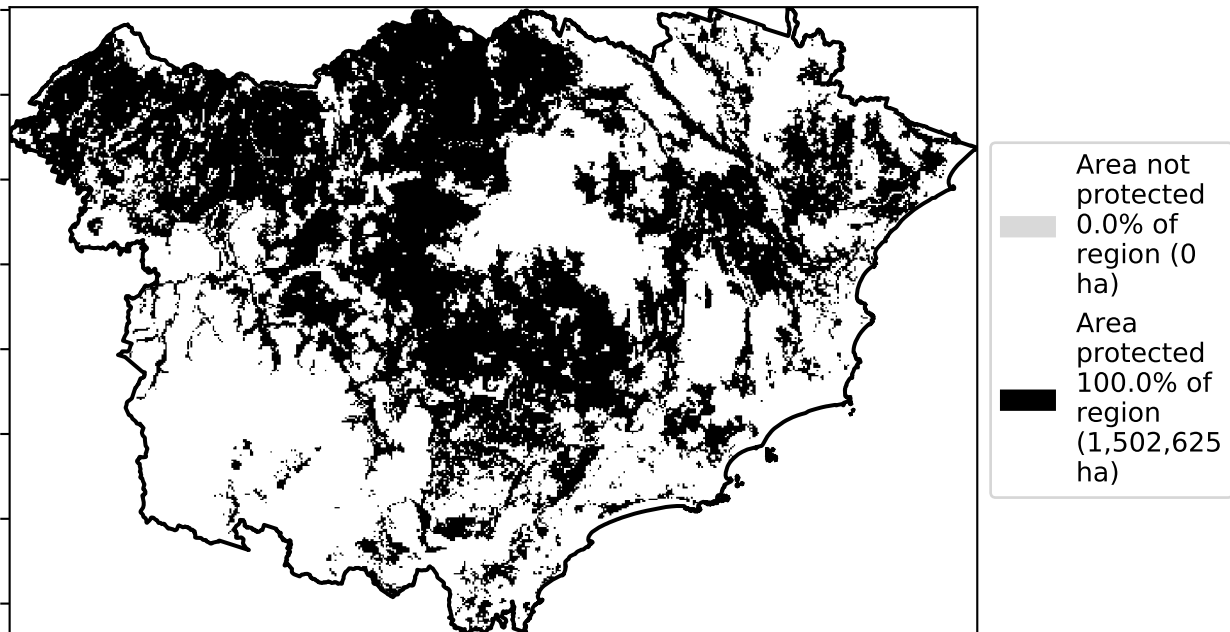 Area not
protected
0.0% of
region (0
ha)
Area
protected
100.0% of
region
(1,502,625
ha)